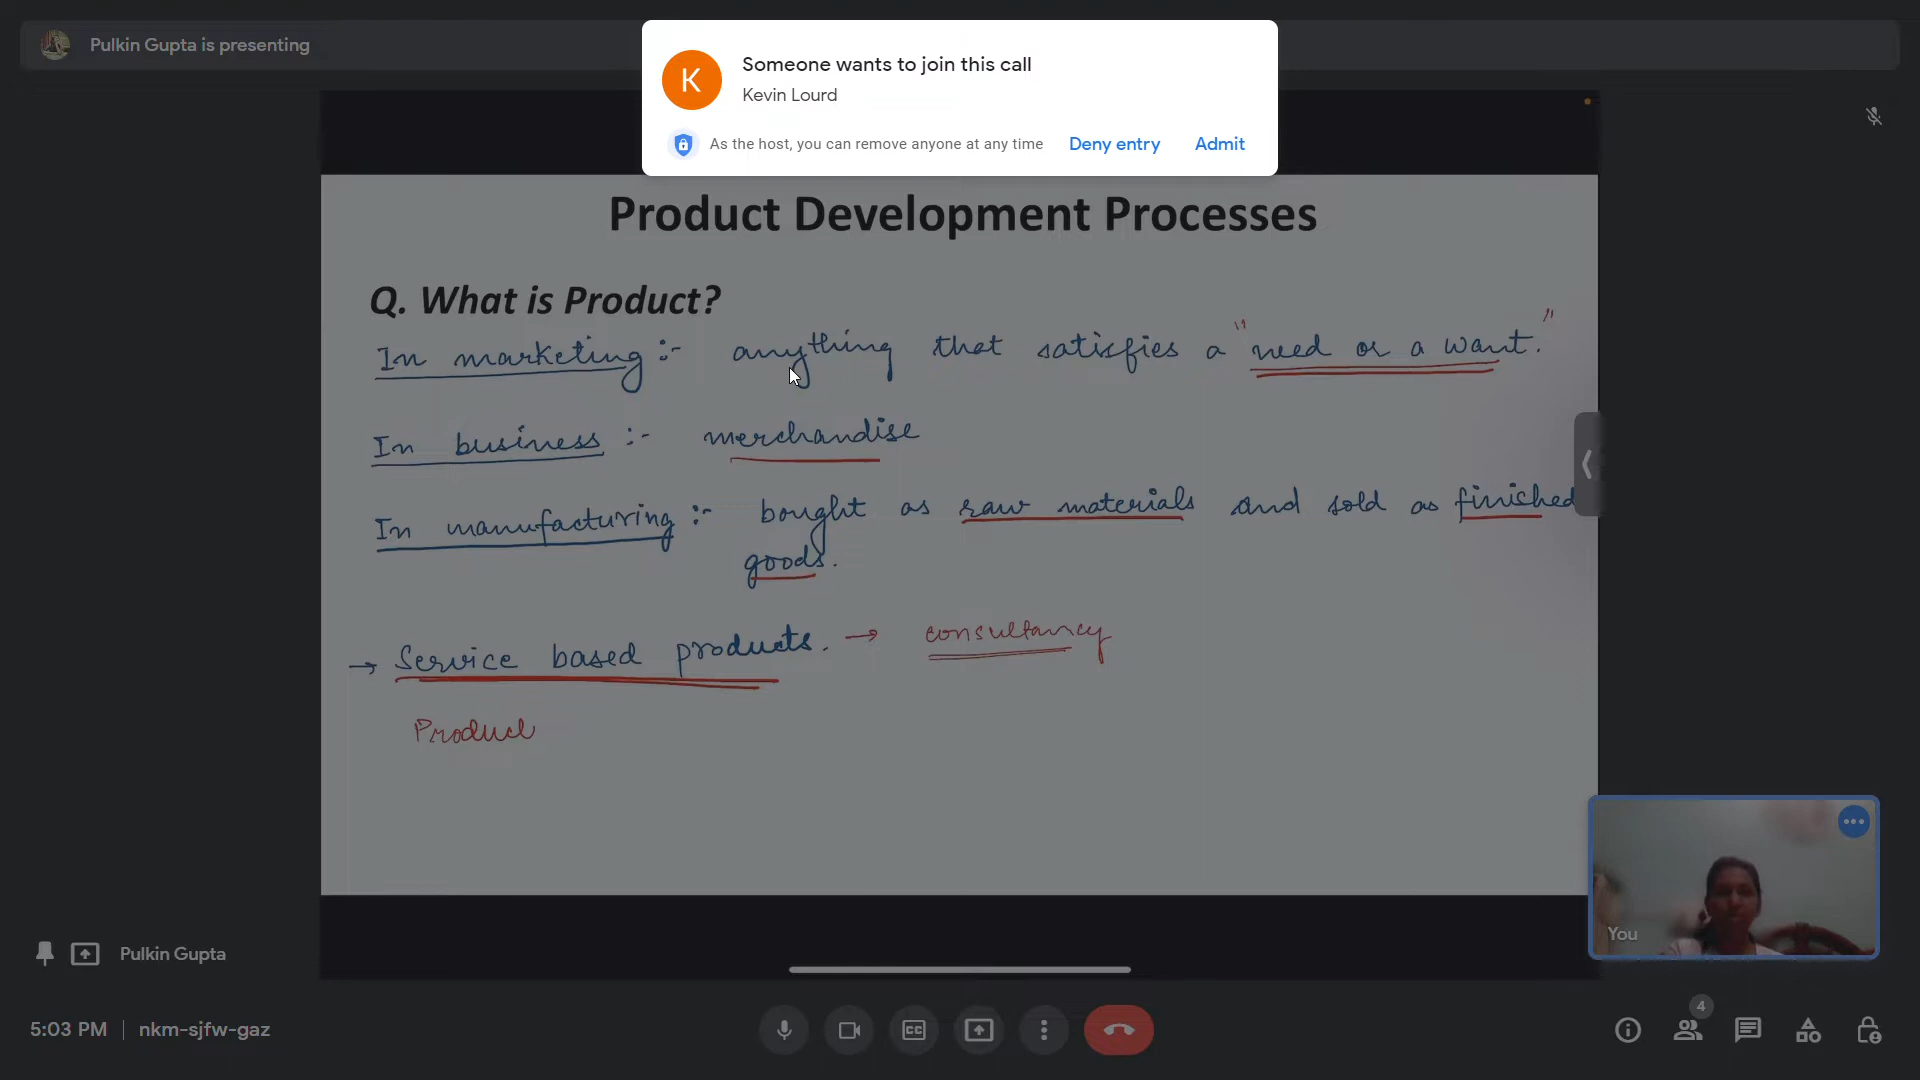 Pulkin Gupta is presenting
K
Someone wants to join this call
Kevin Lourd
As the host, you can remove anyone at any time
Deny entry
Admit
Product Development Processes
Q. What is Product?
In marketing :- anything that satisfies a "need or a want."
In business :- merchandise
In manufacturing :- bought as raw materials and sold as finished
goods.
→ Service based products. → consultancy
Product
You
Pulkin Gupta
4
5:03 PM | nkm-sjfw-gaz
CC